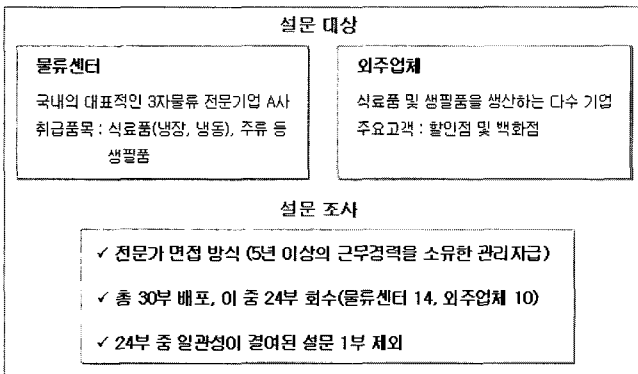 설문 대상
물류센터
국내의 대표적인 3자물류 전문기업 A사
취급품목 : 식료품(냉장, 냉동), 주류 등
생필품
외주업체
식료품 및 생필품을 생산하는 다수 기업
주요고객 : 할인점 및 백화점
설문 조사
✓ 전문가 면접 방식 (5년 이상의 근무경력을 소유한 관리자급)
✓ 총 30부 배포, 이 중 24부 회수(물류센터 14, 외주업체 10)
✓ 24부 중 일관성이 결여된 설문 1부 제외